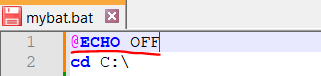 mybat.bat
1 @ECHO OFF
2 cd C:\